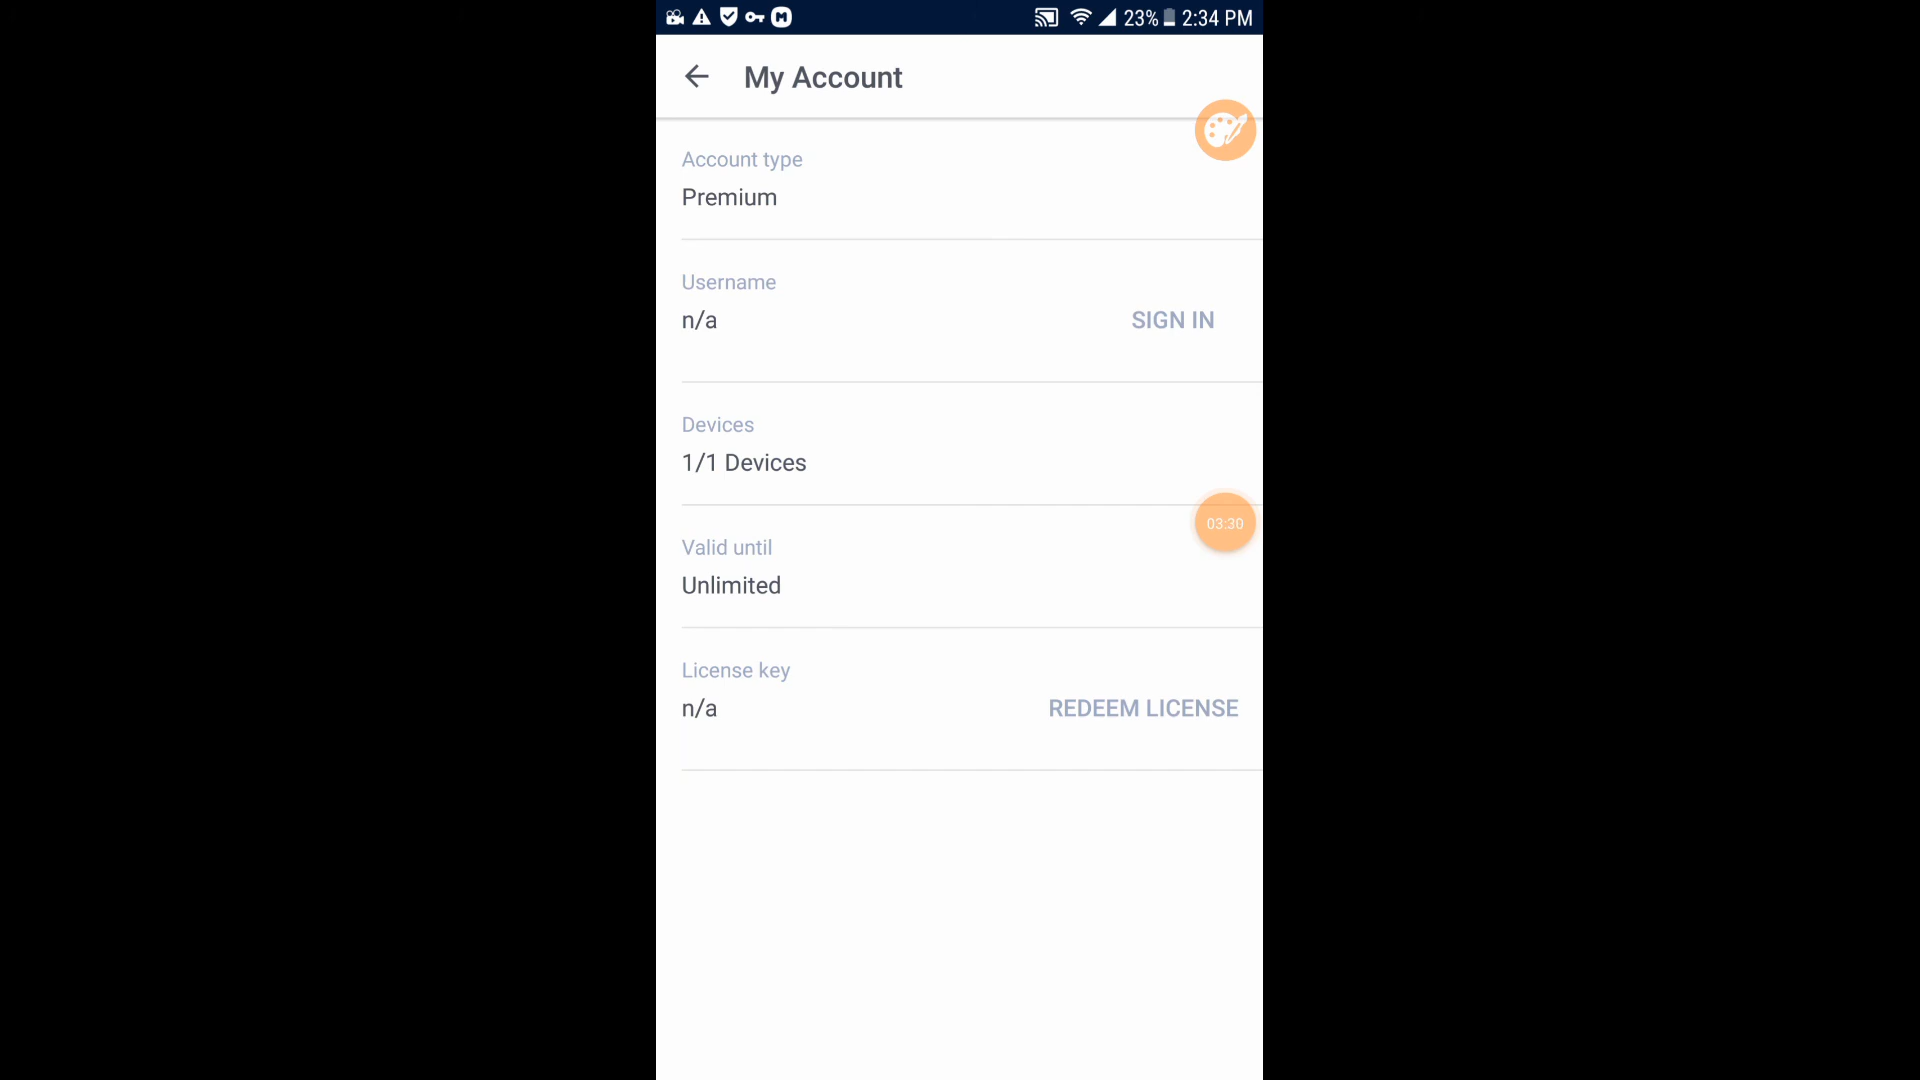 23% 2:34 PM
My Account
Account type
Premium
Username
n/a
SIGN IN
Devices
1/1 Devices
03:30
Valid until
Unlimited
License key
n/a
REDEEM LICENSE